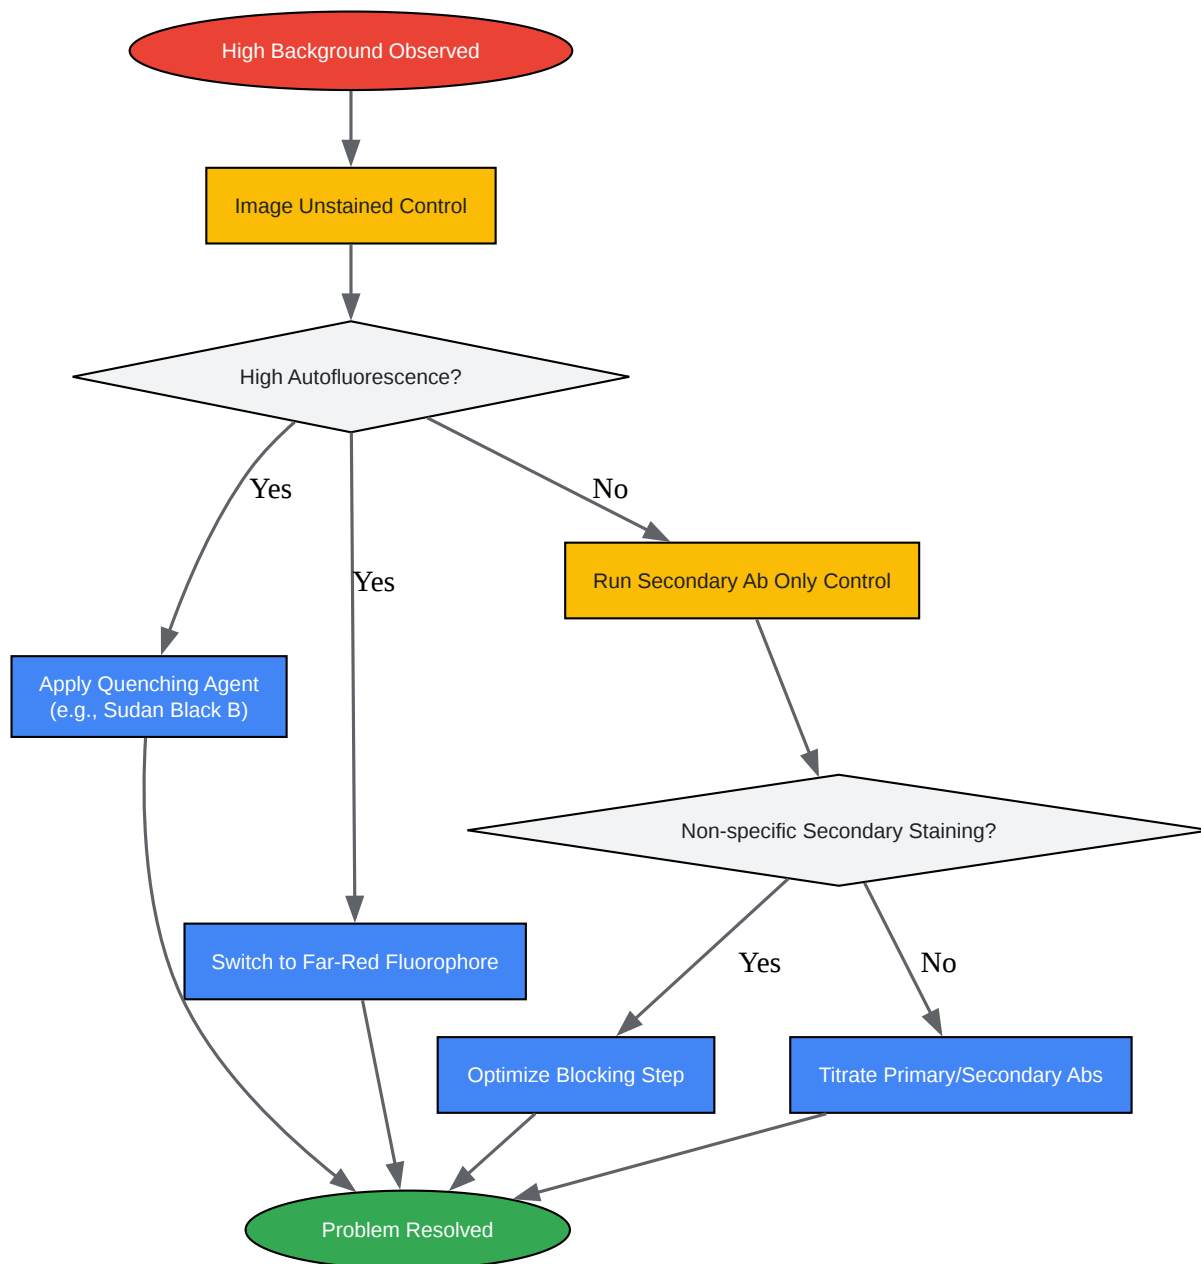 High Background Observed
Image Unstained Control
High Autofluorescence?
Yes
No
Yes
Run Secondary Ab Only Control
Apply Quenching Agent
(e.g., Sudan Black B)
Non-specific Secondary Staining?
Switch to Far-Red Fluorophore
Yes
No
Optimize Blocking Step
Titrate Primary/Secondary Abs
Problem Resolved